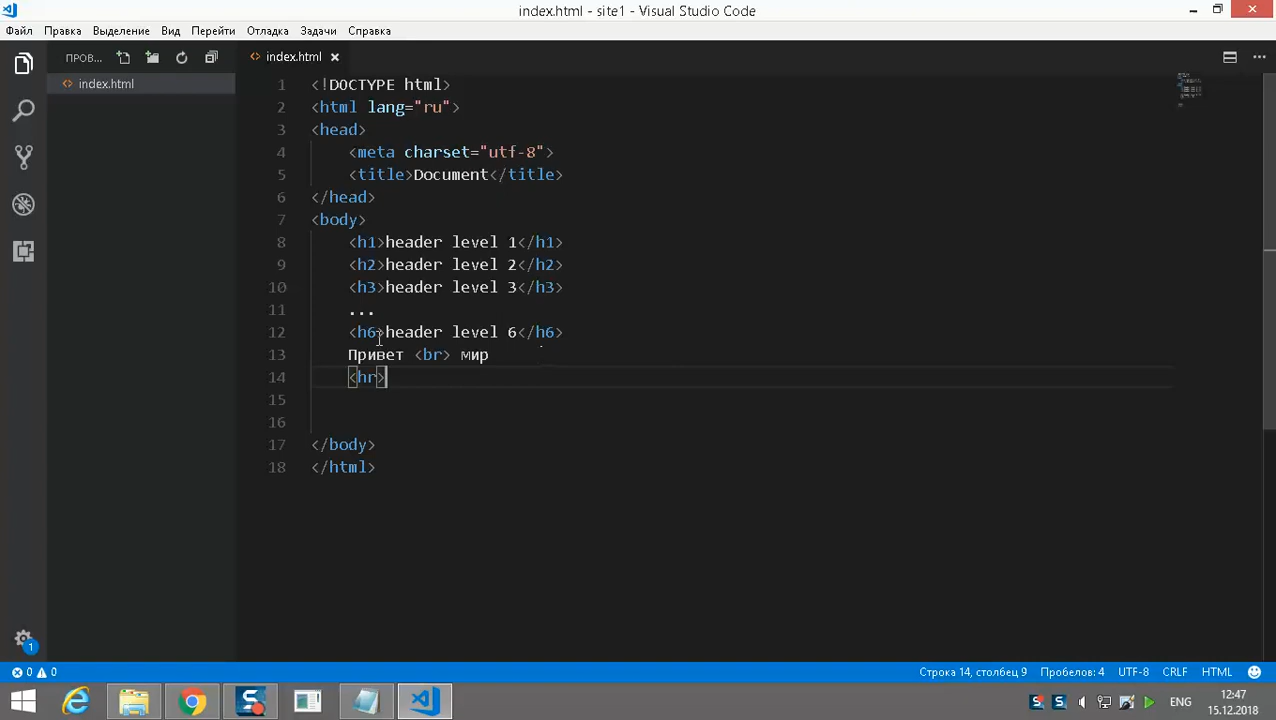 index.html - site1 - Visual Studio Code
Файл Правка Выделение Вид Перейти Отладка Задачи Справка
ПРОВ... index.html
index.html
1 <!DOCTYPE html>
2 <html lang="ru">
3 <head>
4 <meta charset="utf-8">
5 <title>Document</title>
6 </head>
7 <body>
8 <h1>header level 1</h1>
9 <h2>header level 2</h2>
10 <h3>header level 3</h3>
11 ...
12 <h6>header level 6</h6>
13 Привет <br> мир
14 <hr>
15
16
17 </body>
18 </html>
1
0 0 Строка 14, столбец 9 Пробелов: 4 UTF-8 CRLF HTML
ENG 12:47
15.12.2018